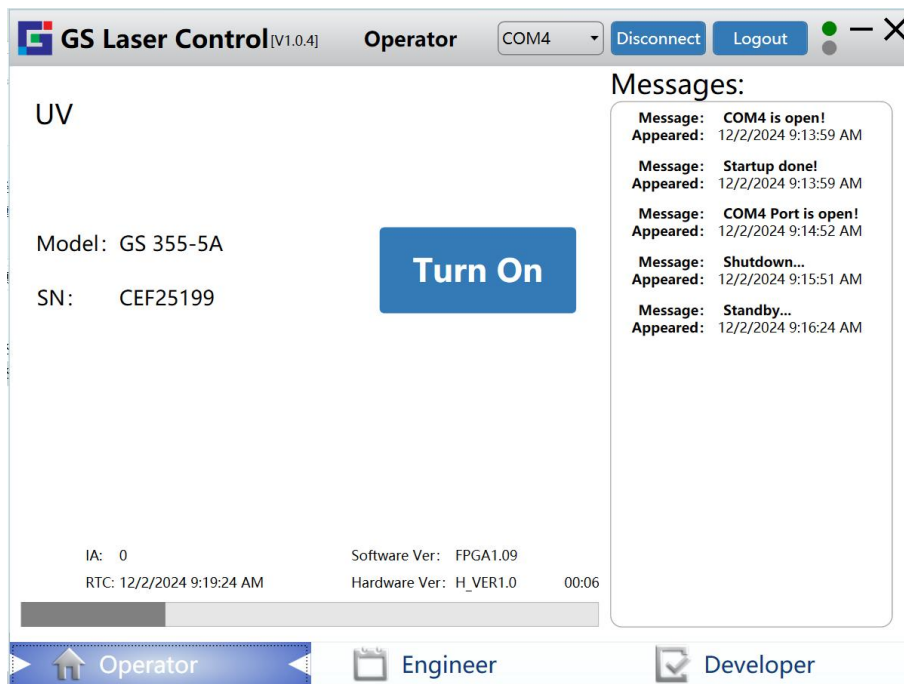 GS Laser Control[V1.0.4] Operator COM4 Disconnect Logout
UV
Model: GS 355-5A
SN: CEF25199
Turn On
IA: 0 Software Ver: FPGA1.09
RTC: 12/2/2024 9:19:24 AM Hardware Ver: H_VER1.0 00:06
Messages:
Message: COM4 is open!
Appeared: 12/2/2024 9:13:59 AM
Message: Startup done!
Appeared: 12/2/2024 9:13:59 AM
Message: COM4 Port is open!
Appeared: 12/2/2024 9:14:52 AM
Message: Shutdown...
Appeared: 12/2/2024 9:15:51 AM
Message: Standby...
Appeared: 12/2/2024 9:16:24 AM
Operator Engineer Developer